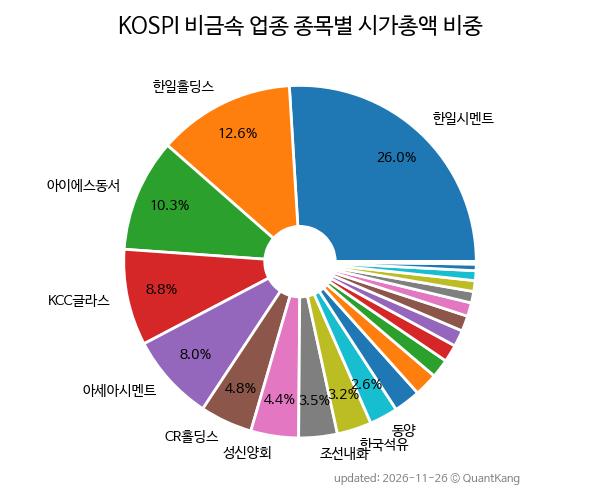 KOSPI 비금속 업종 종목별 시가총액 비중
한일홀딩스
한일시멘트
12.6%
26.0%
아이에스동서
10.3%
KCC글라스
8.8%
8.0%
아세아시멘트
4.8%
4.4%
3.5%
3.2%
2.6%
CR홀딩스
성신양회
조선내화
한국석유
동양
updated: 2026-11-26 © QuantKang